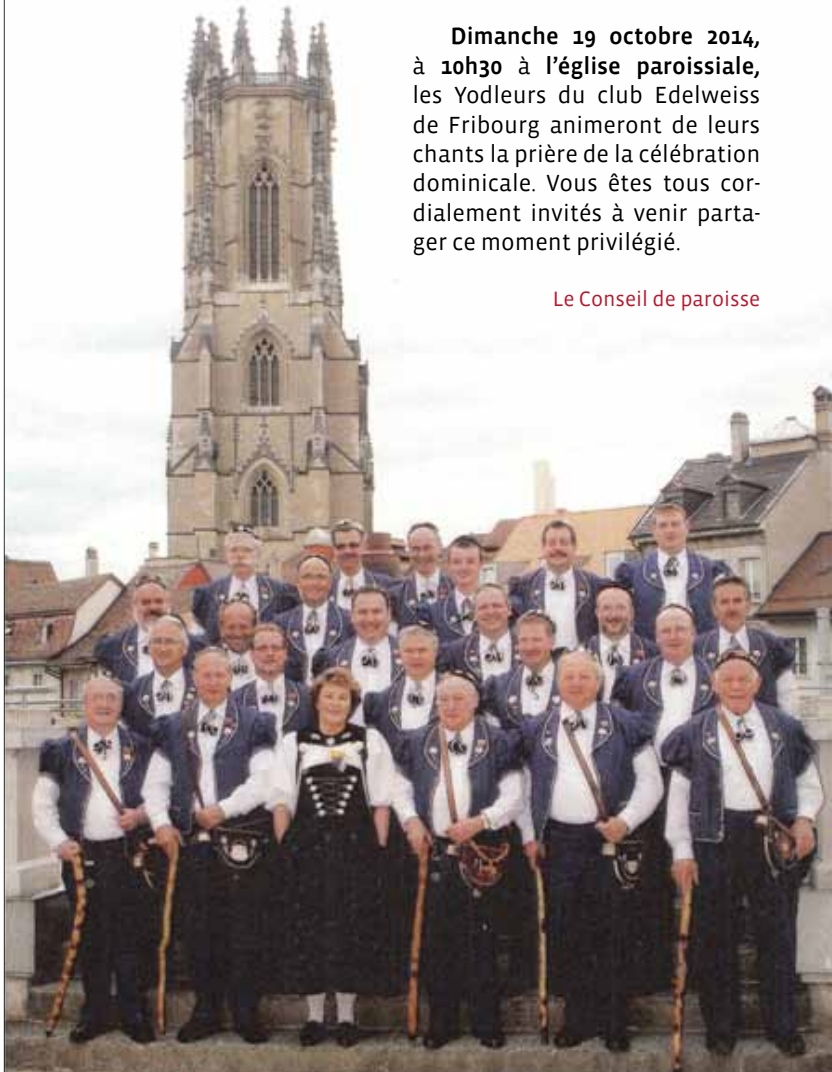 Dimanche 19 octobre 2014,
à 10h30 à l'église paroissiale,
les Yodleurs du club Edelweiss
de Fribourg animeront de leurs
chants la prière de la célébration
dominicale. Vous êtes tous cor-
dialement invités à venir parta-
ger ce moment privilégié.
Le Conseil de paroisse